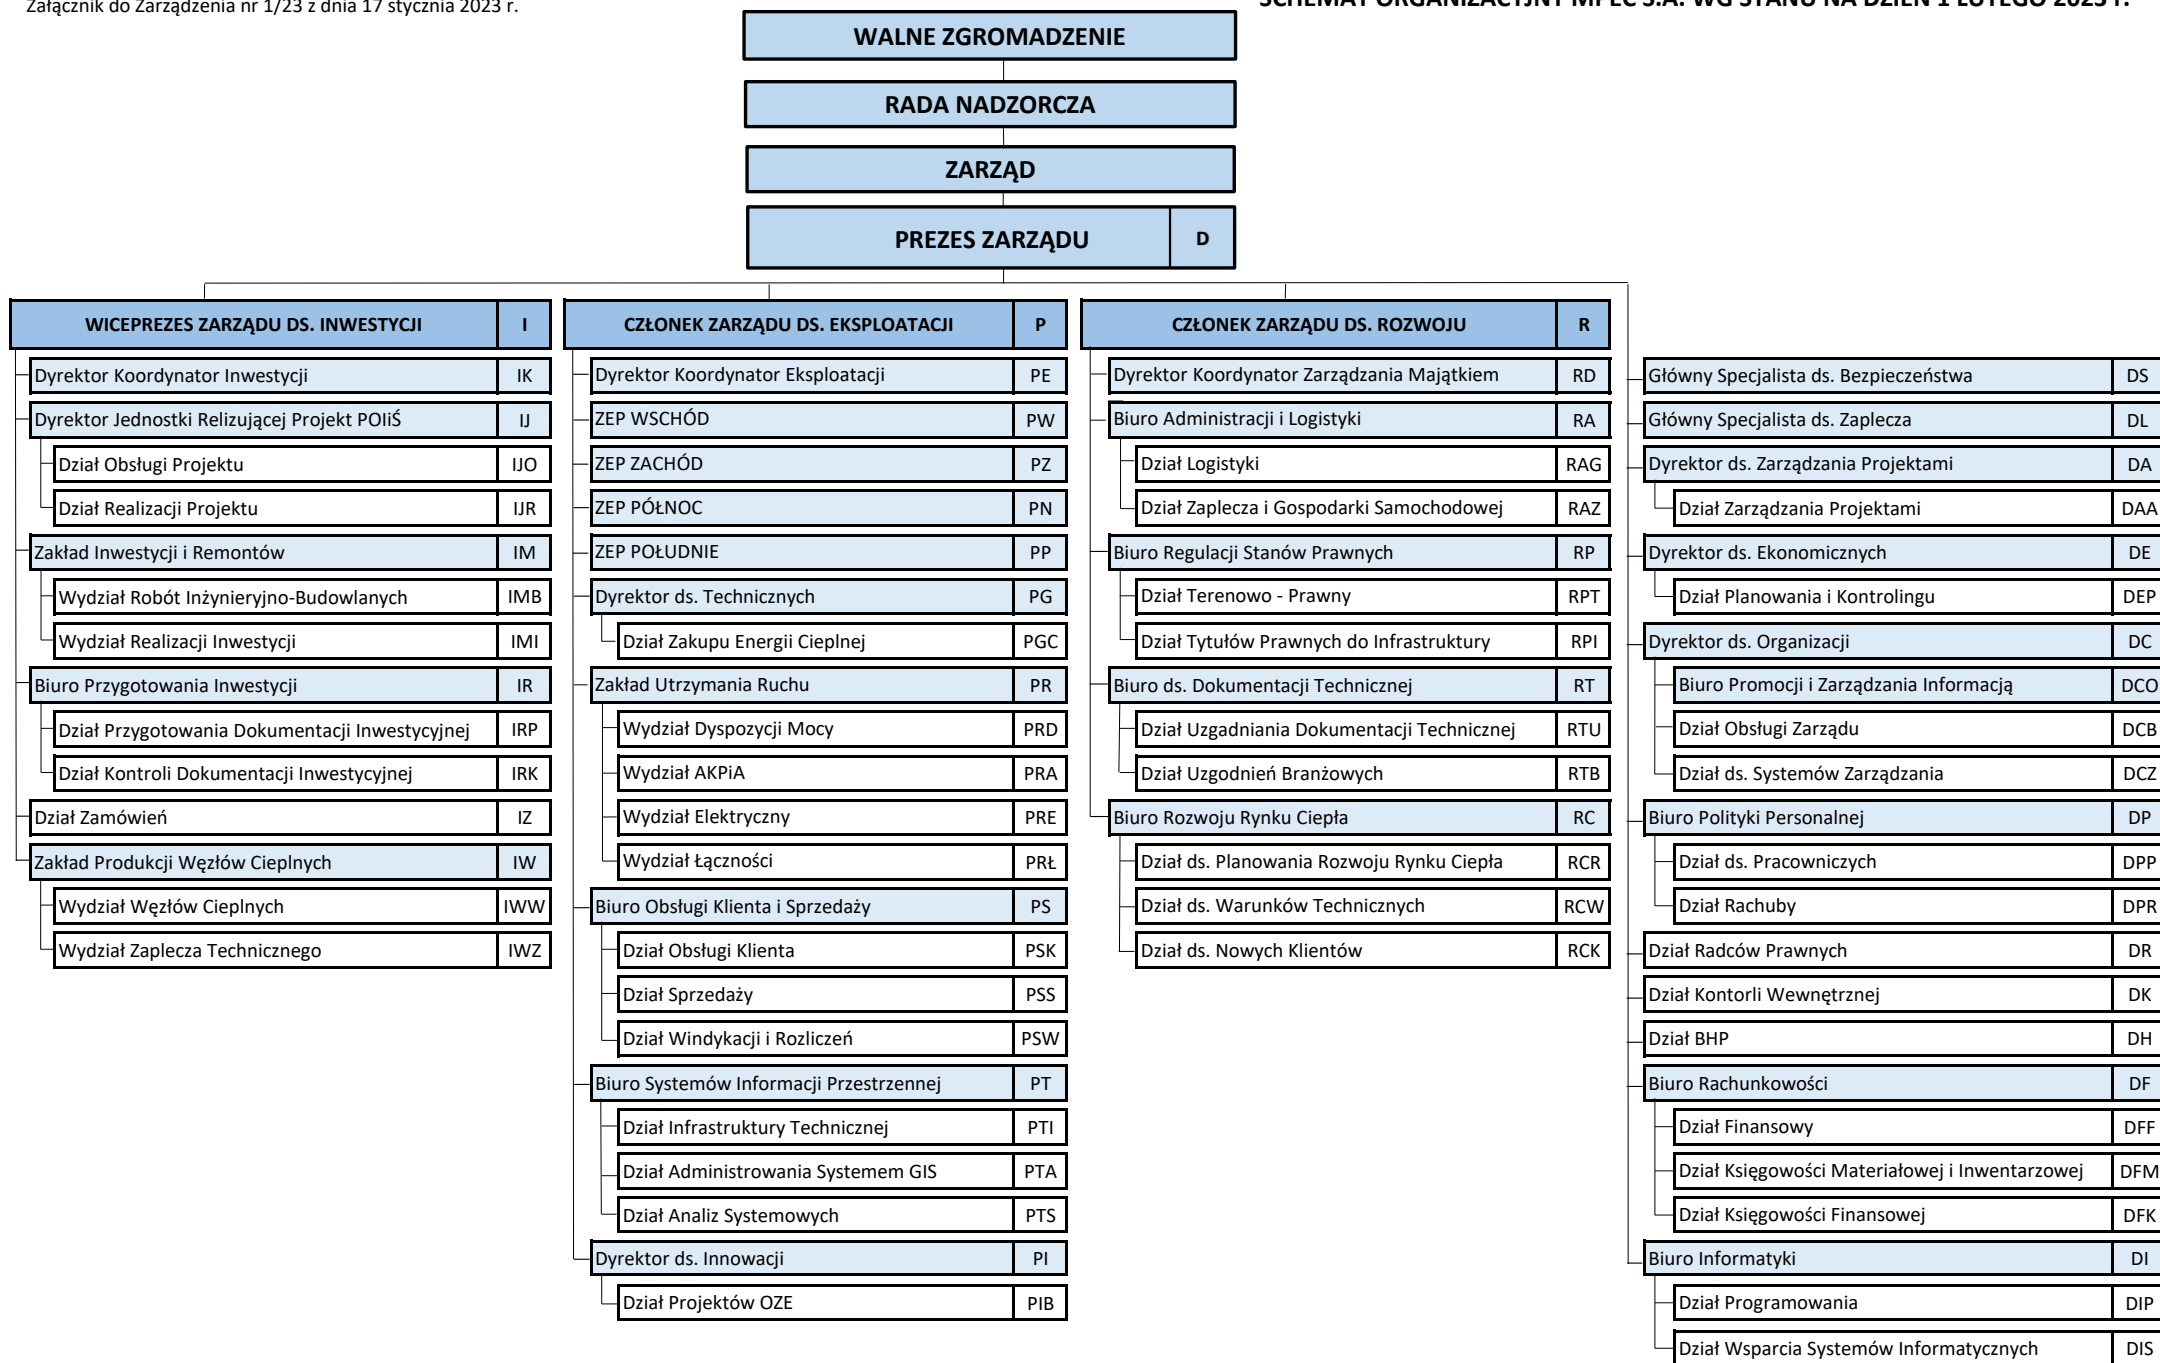 Załącznik do Zarządzenia nr 1/23 z dnia 17 stycznia 2023 r.
SCHEMAT ORGANIZACYJNY MPEC S.A. WG STANU NA DZIEŃ 1 LUTEGO 2023 r.
WALNE ZGROMADZENIE
RADA NADZORCZA
ZARZĄD
PREZES ZARZĄDU D
WICEPREZES ZARZĄDU DS. INWESTYCJI I
Dyrektor Koordynator Inwestycji IK
Dyrektor Jednostki Relizującej Projekt POIiŚ IJ
Dział Obsługi Projektu IJO
Dział Realizacji Projektu IJR
Zakład Inwestycji i Remontów IM
Wydział Robót Inżynieryjno-Budowlanych IMB
Wydział Realizacji Inwestycji IMI
Biuro Przygotowania Inwestycji IR
Dział Przygotowania Dokumentacji Inwestycyjnej IRP
Dział Kontroli Dokumentacji Inwestycyjnej IRK
Dział Zamówień IZ
Zakład Produkcji Węzłów Cieplnych IW
Wydział Węzłów Cieplnych IWW
Wydział Zaplecza Technicznego IWZ
CZŁONEK ZARZĄDU DS. EKSPLOATACJI P
Dyrektor Koordynator Eksploatacji PE
ZEP WSCHÓD PW
ZEP ZACHÓD PZ
ZEP PÓŁNOC PN
ZEP POŁUDNIE PP
Dyrektor ds. Technicznych PG
Dział Zakupu Energii Cieplnej PGC
Zakład Utrzymania Ruchu PR
Wydział Dyspozycji Mocy PRD
Wydział AKPiA PRA
Wydział Elektryczny PRE
Wydział Łączności PRŁ
Biuro Obsługi Klienta i Sprzedaży PS
Dział Obsługi Klienta PSK
Dział Sprzedaży PSS
Dział Windykacji i Rozliczeń PSW
Biuro Systemów Informacji Przestrzennej PT
Dział Infrastruktury Technicznej PTI
Dział Administrowania Systemem GIS PTA
Dział Analiz Systemowych PTS
Dyrektor ds. Innowacji PI
Dział Projektów OZE PIB
CZŁONEK ZARZĄDU DS. ROZWOJU R
Dyrektor Koordynator Zarządzania Majątkiem RD
Biuro Administracji i Logistyki RA
Dział Logistyki RAG
Dział Zaplecza i Gospodarki Samochodowej RAZ
Biuro Regulacji Stanów Prawnych RP
Dział Terenowo - Prawny RPT
Dział Tytułów Prawnych do Infrastruktury RPI
Biuro ds. Dokumentacji Technicznej RT
Dział Uzgadniania Dokumentacji Technicznej RTU
Dział Uzgodnień Branżowych RTB
Biuro Rozwoju Rynku Ciepła RC
Dział ds. Planowania Rozwoju Rynku Ciepła RCR
Dział ds. Warunków Technicznych RCW
Dział ds. Nowych Klientów RCK
Główny Specjalista ds. Bezpieczeństwa DS
Główny Specjalista ds. Zaplecza DL
Dyrektor ds. Zarządzania Projektami DA
Dział Zarządzania Projektami DAA
Dyrektor ds. Ekonomicznych DE
Dział Planowania i Kontrolingu DEP
Dyrektor ds. Organizacji DC
Biuro Promocji i Zarządzania Informacją DCO
Dział Obsługi Zarządu DCB
Dział ds. Systemów Zarządzania DCZ
Biuro Polityki Personalnej DP
Dział ds. Pracowniczych DPP
Dział Rachuby DPR
Dział Radców Prawnych DR
Dział Kontorli Wewnętrznej DK
Dział BHP DH
Biuro Rachunkowości DF
Dział Finansowy DFF
Dział Księgowości Materiałowej i Inwentarzowej DFM
Dział Księgowości Finansowej DFK
Biuro Informatyki DI
Dział Programowania DIP
Dział Wsparcia Systemów Informatycznych DIS